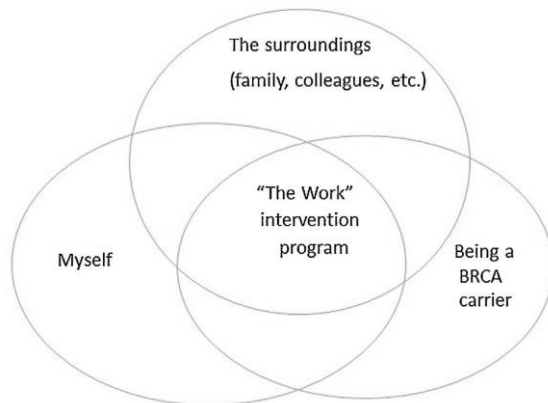 The surroundings
(family, colleagues, etc.)
“The Work”
intervention
program
Myself
Being a
BRCA
carrier